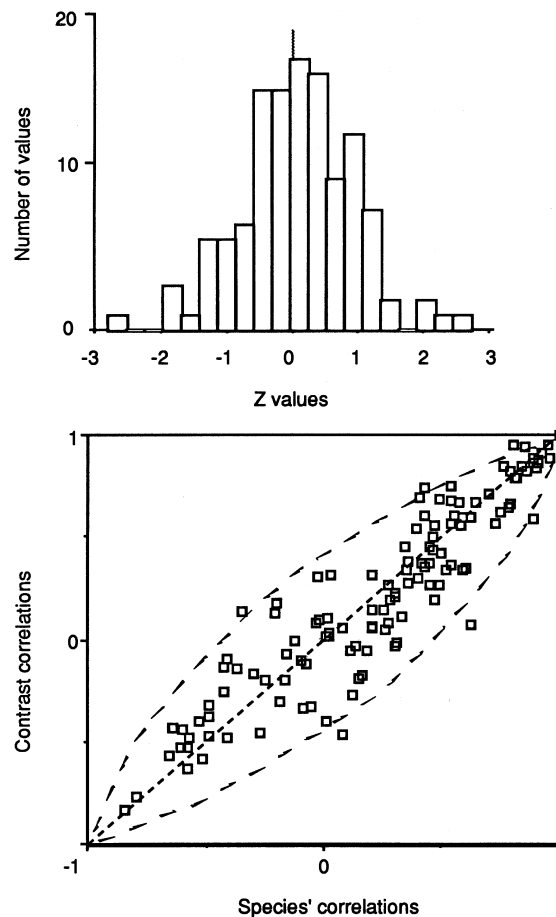 20
10
0
Number of values
-3 -2 -1 0 1 2 3
Z values
1
0
-1
Contrast correlations
0
Species' correlations